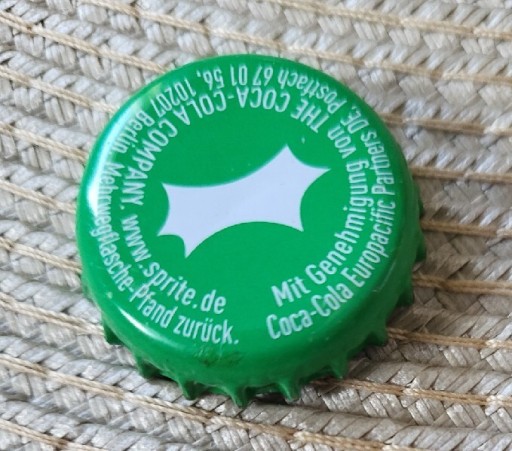 Mit Genehmigung von THE COCA-COLA COMPANY. www.sprite.de
Coca-Cola Europacific Partners DE, Postfach 67 01 56, 10207 Berlin. Mehrwegflasche-Pfand zurück.